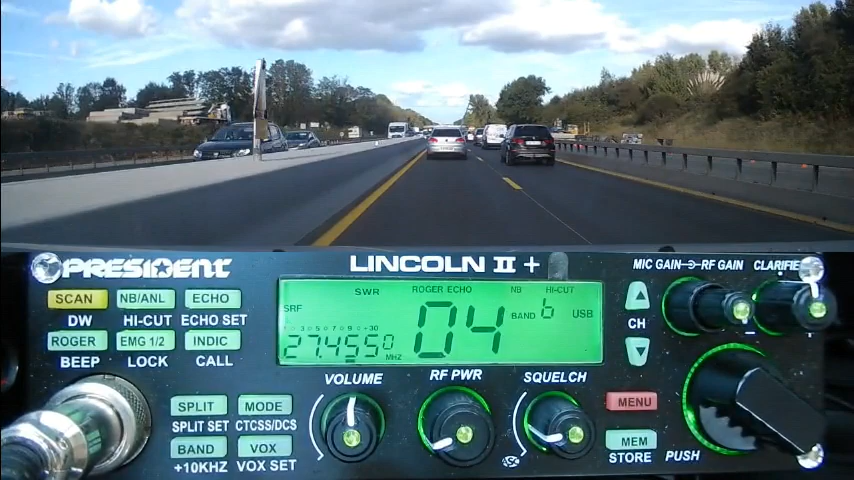 PRESIDENT
LINCOLN II +
MIC GAIN RF GAIN CLARIFIER
SCAN NB/ANL ECHO
DW HI-CUT ECHO SET
ROGER EMG 1/2 INDIC
BEEP LOCK CALL
SWR ROGER ECHO NB HI-CUT
SRF 04 BAND b USB
27.4550 MHZ
CH
VOLUME RF PWR SQUELCH
SPLIT MODE
SPLIT SET CTCSS/DCS
BAND VOX
+10KHZ VOX SET
MENU
MEM
STORE PUSH
ASC